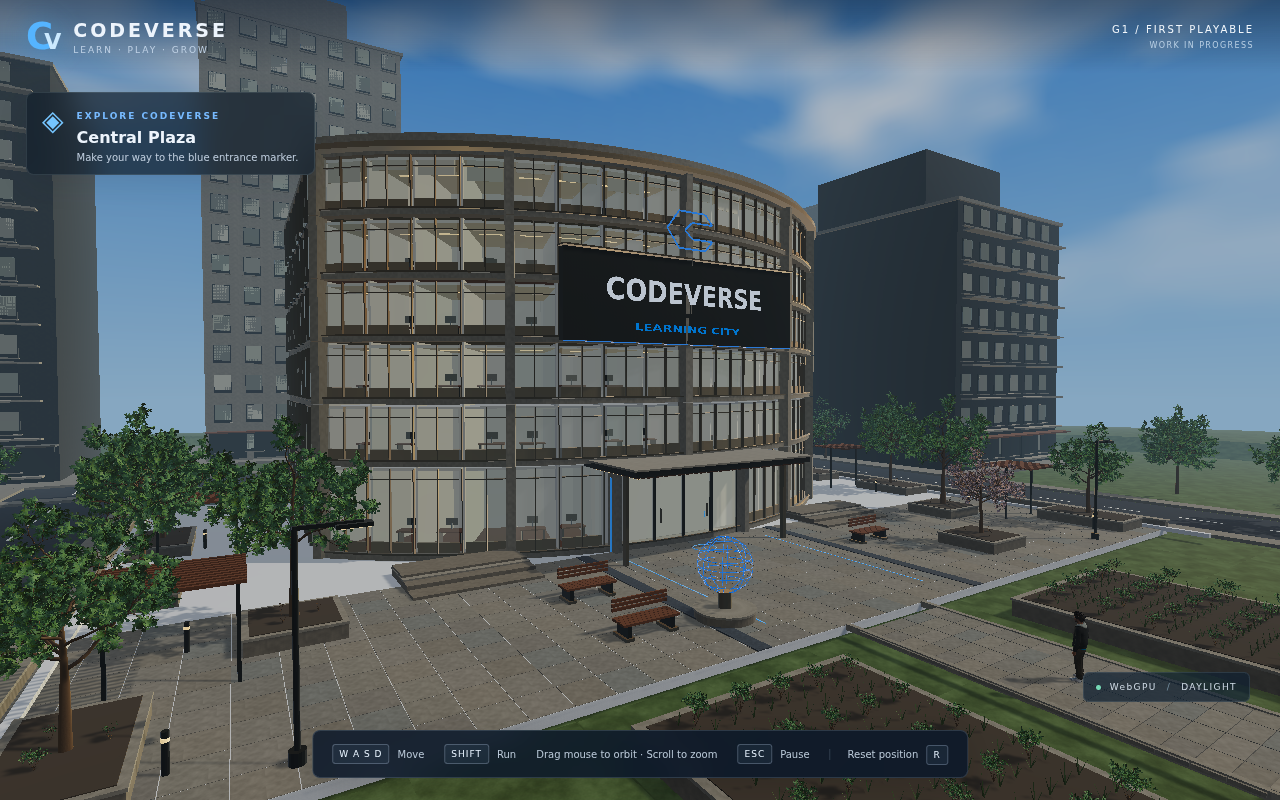 CODEVERSE
LEARN · PLAY · GROW
G1 / FIRST PLAYABLE
WORK IN PROGRESS
EXPLORE CODEVERSE
Central Plaza
Make your way to the blue entrance marker.
CODEVERSE
LEARNING CITY
WebGPU / DAYLIGHT
W A S D Move SHIFT Run Drag mouse to orbit · Scroll to zoom ESC Pause Reset position R